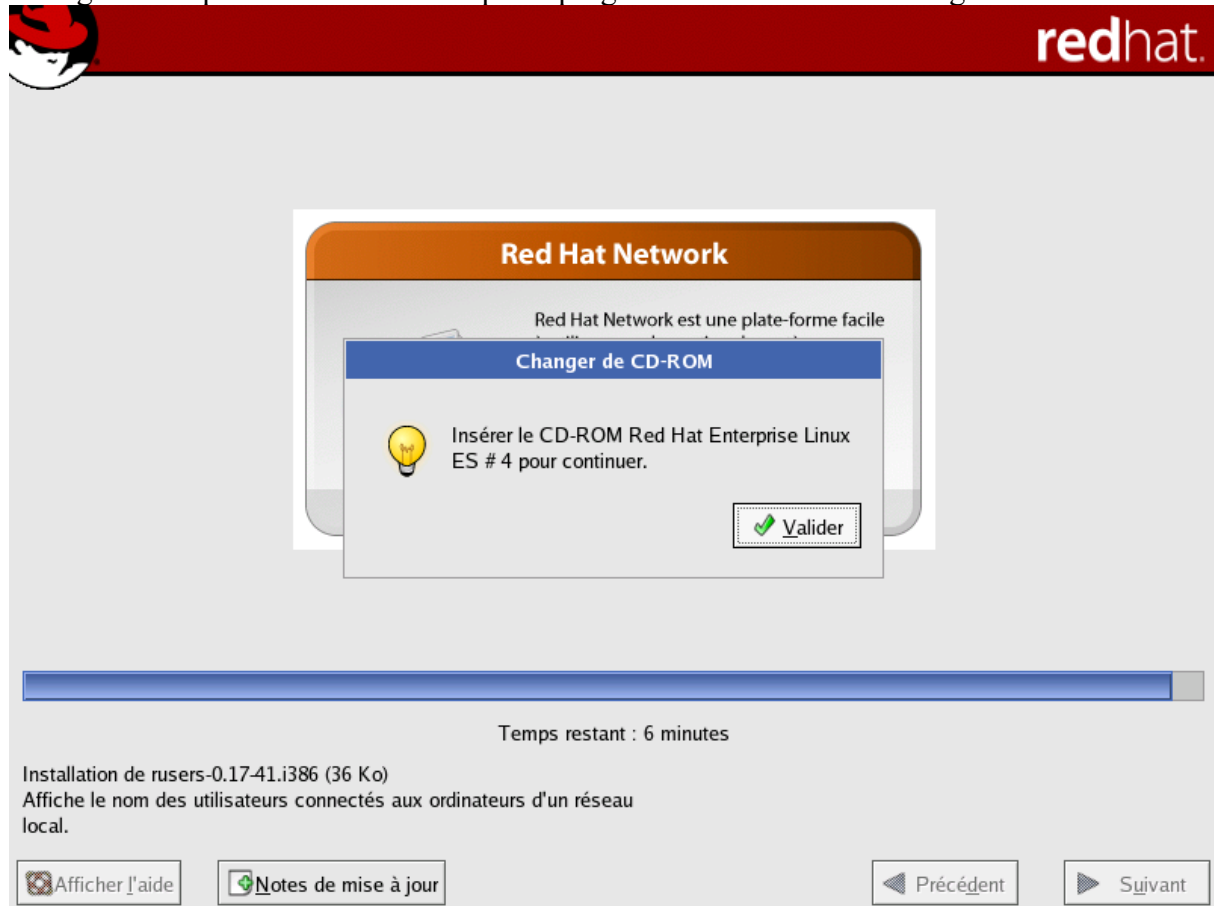 redhat.
Red Hat Network
Red Hat Network est une plate-forme facile
Changer de CD-ROM
Insérer le CD-ROM Red Hat Enterprise Linux
ES # 4 pour continuer.
Valider
Temps restant : 6 minutes
Installation de rusers-0.17-41.i386 (36 Ko)
Affiche le nom des utilisateurs connectés aux ordinateurs d'un réseau
local.
Afficher l'aide
Notes de mise à jour
Précédent
Suivant